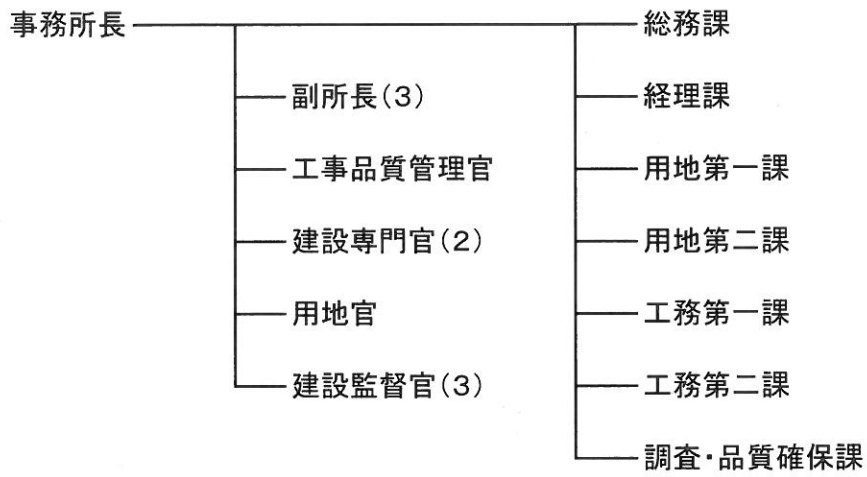 事務所長
副所長(3)
工事品質管理官
建設専門官(2)
用地官
建設監督官(3)
総務課
経理課
用地第一課
用地第二課
工務第一課
工務第二課
調査・品質確保課